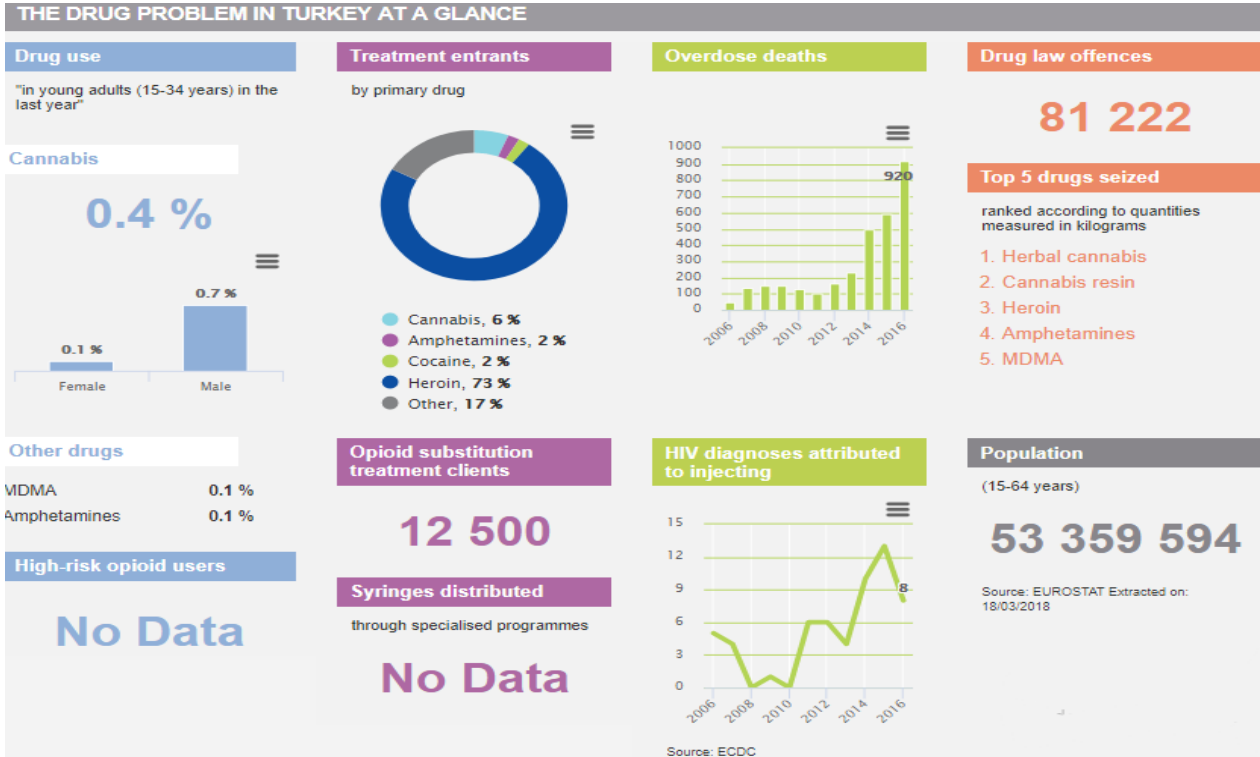 THE DRUG PROBLEM IN TURKEY AT A GLANCE
Drug use
"in young adults (15-34 years) in the
last year"
Cannabis
0.4 %
0.7 %
0.1 %
Female
Male
Other drugs
MDMA 0.1 %
Amphetamines 0.1 %
High-risk opioid users
No Data
Treatment entrants
by primary drug
Cannabis, 6 %
Amphetamines, 2 %
Cocaine, 2 %
Heroin, 73 %
Other, 17 %
Opioid substitution
treatment clients
12 500
Syringes distributed
through specialised programmes
No Data
Overdose deaths
1000
900
800
700
600
500
400
300
200
100
0
920
2006
2008
2010
2012
2014
2016
HIV diagnoses attributed
to injecting
15
12
9
6
3
0
8
2006
2008
2010
2012
2014
2016
Source: ECDC
Drug law offences
81 222
Top 5 drugs seized
ranked according to quantities
measured in kilograms
1. Herbal cannabis
2. Cannabis resin
3. Heroin
4. Amphetamines
5. MDMA
Population
(15-64 years)
53 359 594
Source: EUROSTAT Extracted on:
18/03/2018